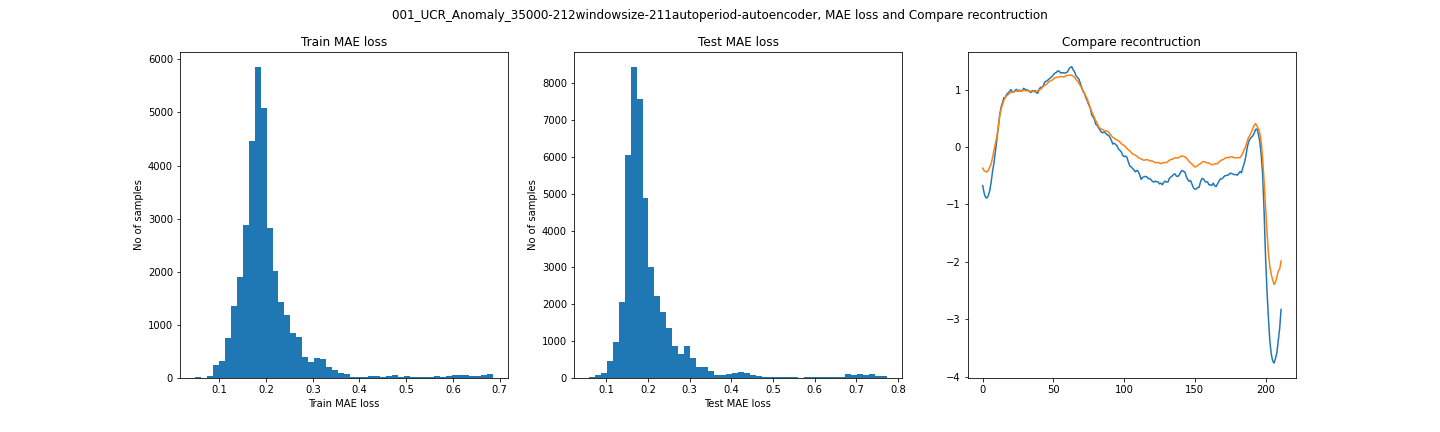 001_UCR_Anomaly_35000-212windowsize-211autoperiod-autoencoder, MAE loss and Compare recontruction
Train MAE loss
No of samples
6000
5000
4000
3000
2000
1000
0
0.1 0.2 0.3 0.4 0.5 0.6 0.7
Train MAE loss
Test MAE loss
No of samples
8000
7000
6000
5000
4000
3000
2000
1000
0
0.1 0.2 0.3 0.4 0.5 0.6 0.7 0.8
Test MAE loss
Compare recontruction
1
0
−1
−2
−3
−4
0 50 100 150 200